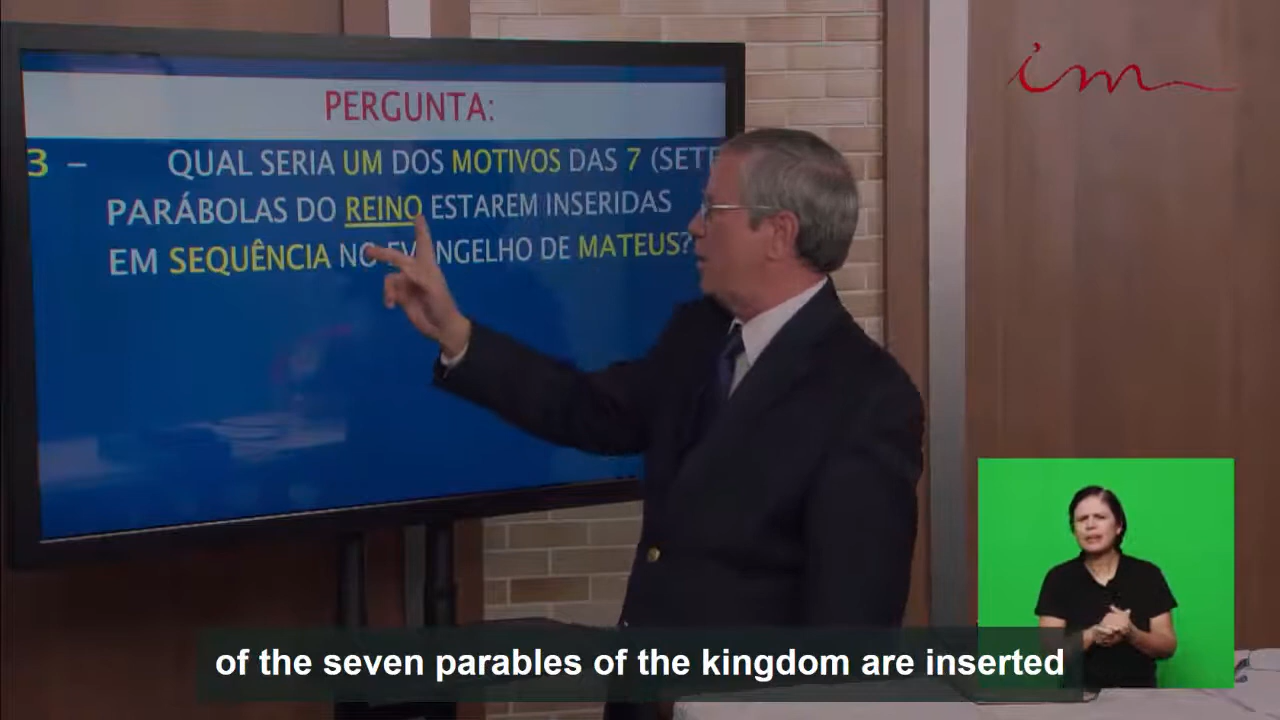 im
PERGUNTA:
3 – QUAL SERIA UM DOS MOTIVOS DAS 7 (SETE
PARÁBOLAS DO REINO ESTAREM INSERIDAS
EM SEQUÊNCIA NO EVANGELHO DE MATEUS?
of the seven parables of the kingdom are inserted